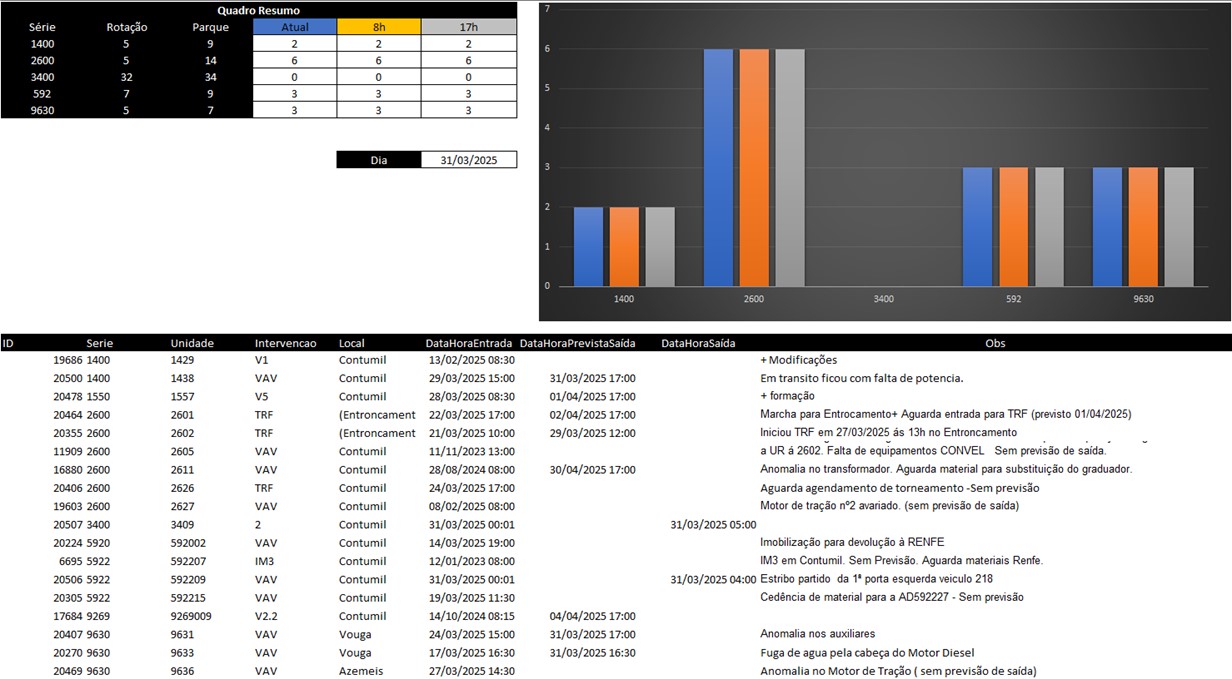 Quadro Resumo
Série Rotação Parque Atual 8h 17h
1400 5 9 2 2 2
2600 5 14 6 6 6
3400 32 34 0 0 0
592 7 9 3 3 3
9630 5 7 3 3 3
Dia 31/03/2025
7
6
5
4
3
2
1
0
1400 2600 3400 592 9630
ID Serie Unidade Intervencao Local DataHoraEntrada DataHoraPrevistaSaída DataHoraSaída Obs
19686 1400 1429 V1 Contumil 13/02/2025 08:30 + Modificações
20500 1400 1438 VAV Contumil 29/03/2025 15:00 31/03/2025 17:00 Em transito ficou com falta de potencia.
20478 1550 1557 V5 Contumil 28/03/2025 08:30 01/04/2025 17:00 + formação
20464 2600 2601 TRF (Entroncament 22/03/2025 17:00 02/04/2025 17:00 Marcha para Entrocamento+ Aguarda entrada para TRF (previsto 01/04/2025)
20355 2600 2602 TRF (Entroncament 21/03/2025 10:00 29/03/2025 12:00 Iniciou TRF em 27/03/2025 ás 13h no Entroncamento
11909 2600 2605 VAV Contumil 11/11/2023 13:00 a UR á 2602. Falta de equipamentos CONVEL Sem previsão de saída.
16880 2600 2611 VAV Contumil 28/08/2024 08:00 30/04/2025 17:00 Anomalia no transformador. Aguarda material para substituição do graduador.
20406 2600 2626 TRF Contumil 24/03/2025 17:00 Aguarda agendamento de torneamento -Sem previsão
19603 2600 2627 VAV Contumil 08/02/2025 08:00 Motor de tração nº2 avariado. (sem previsão de saída)
20507 3400 3409 2 Contumil 31/03/2025 00:01 31/03/2025 05:00
20224 5920 592002 VAV Contumil 14/03/2025 19:00 Imobilização para devolução à RENFE
6695 5922 592207 IM3 Contumil 12/01/2023 08:00 IM3 em Contumil. Sem Previsão. Aguarda materiais Renfe.
20506 5922 592209 VAV Contumil 31/03/2025 00:01 31/03/2025 04:00 Estribo partido da 1ª porta esquerda veiculo 218
20305 5922 592215 VAV Contumil 19/03/2025 11:30 Cedência de material para a AD592227 - Sem previsão
17684 9269 9269009 V2.2 Contumil 14/10/2024 08:15 04/04/2025 17:00
20407 9630 9631 VAV Vouga 24/03/2025 15:00 31/03/2025 17:00 Anomalia nos auxiliares
20270 9630 9633 VAV Vouga 17/03/2025 16:30 31/03/2025 16:30 Fuga de agua pela cabeça do Motor Diesel
20469 9630 9636 VAV Azemeis 27/03/2025 14:30 Anomalia no Motor de Tração ( sem previsão de saída)